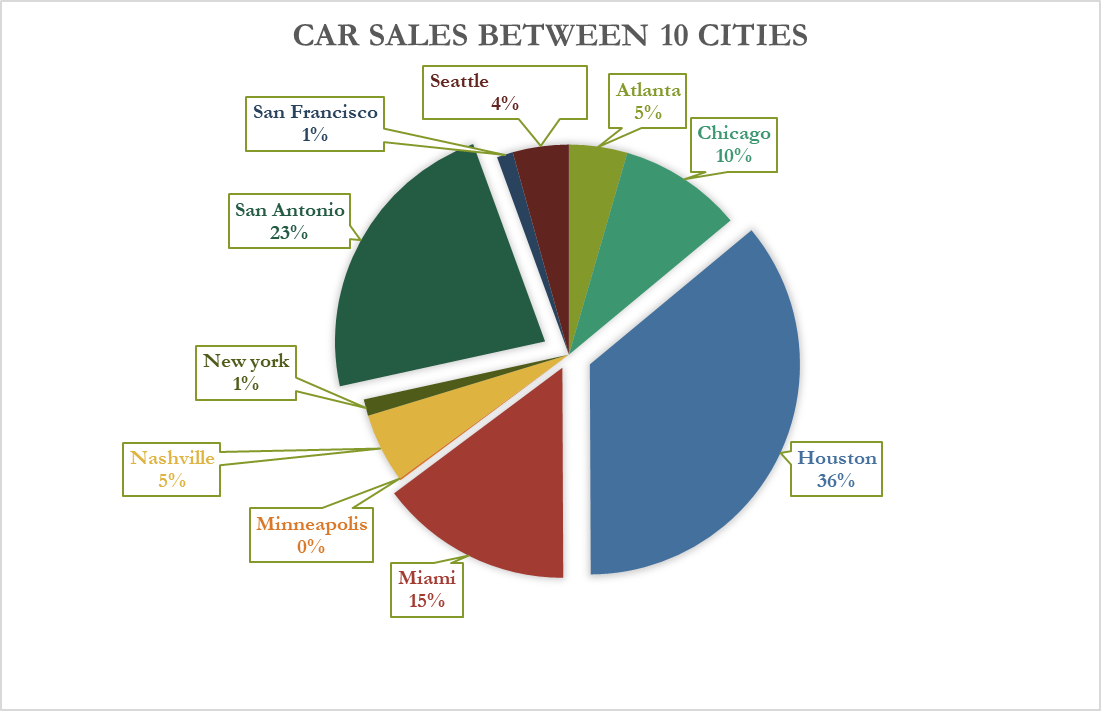 CAR SALES BETWEEN 10 CITIES
Seattle
4%
Atlanta
5%
San Francisco
1%
Chicago
10%
San Antonio
23%
New york
1%
Nashville
5%
Houston
36%
Minneapolis
0%
Miami
15%